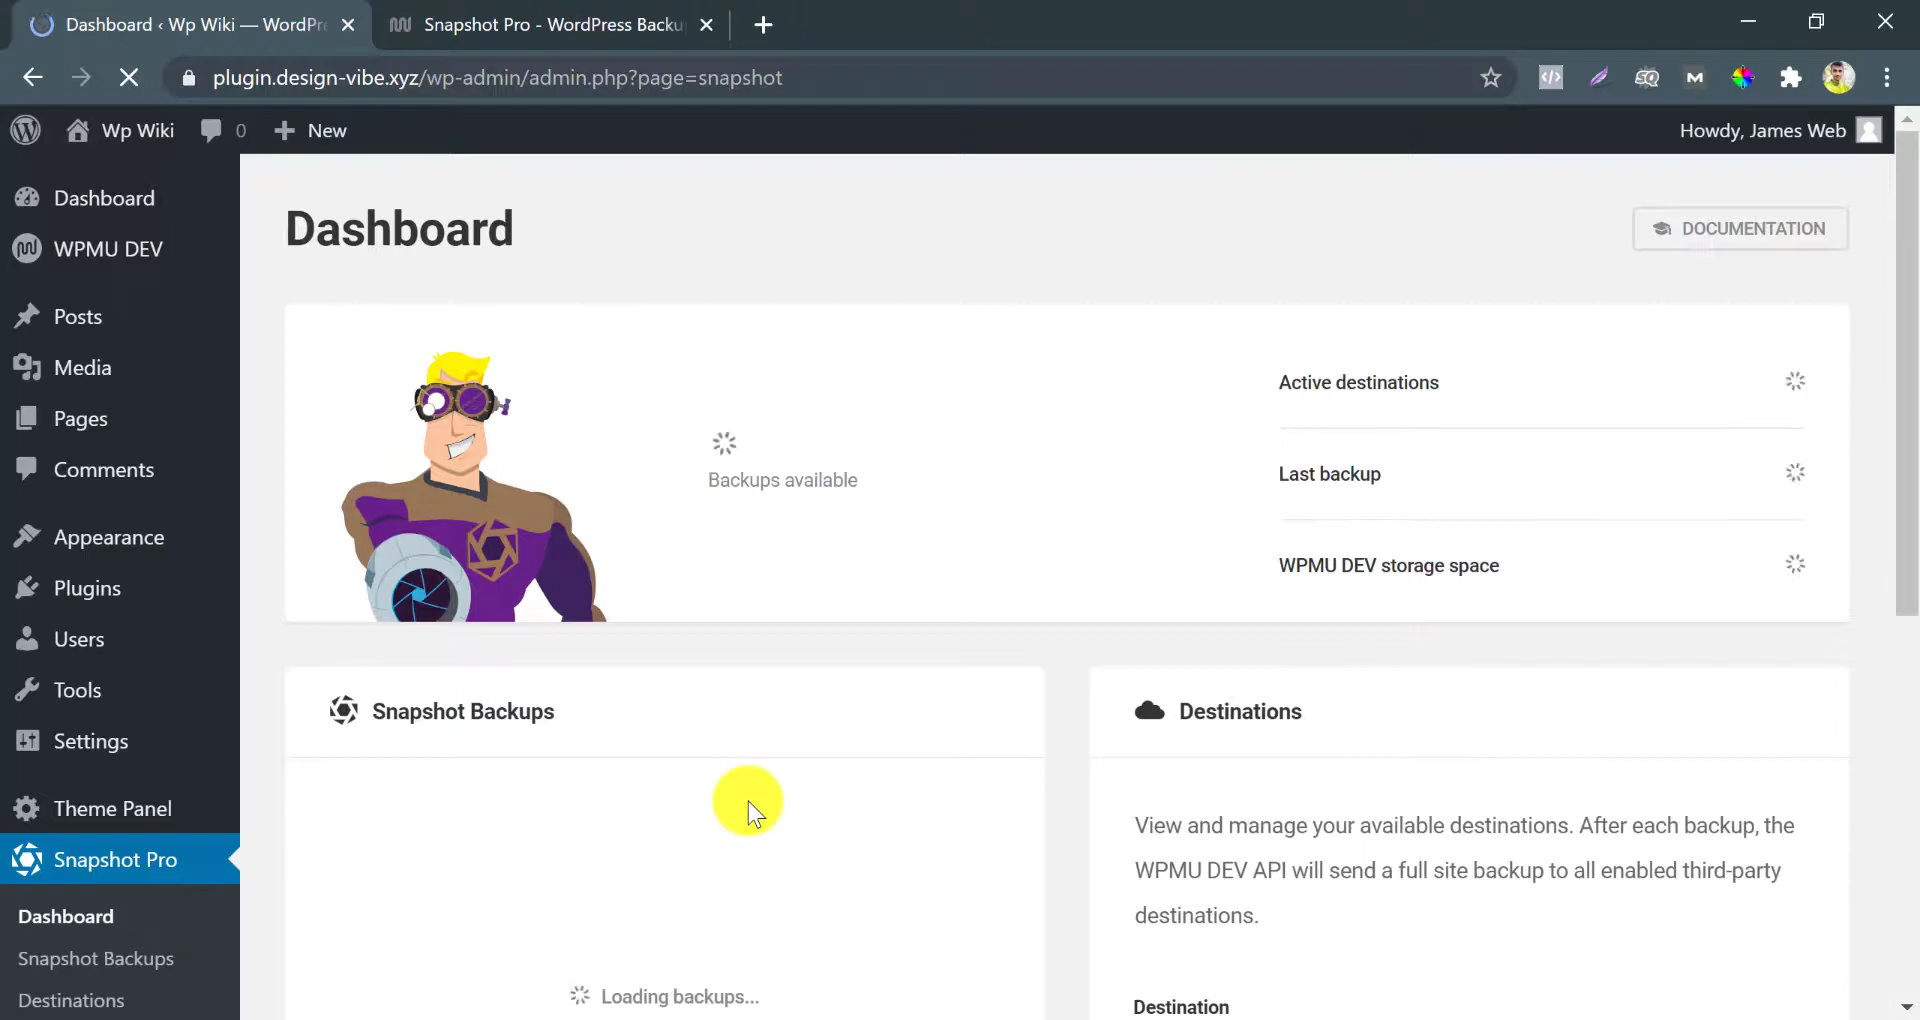 Dashboard ‹ Wp Wiki — WordPre
Snapshot Pro - WordPress Backu
plugin.design-vibe.xyz/wp-admin/admin.php?page=snapshot
Wp Wiki
0
New
Howdy, James Web
Dashboard
WPMU DEV
Posts
Media
Pages
Comments
Appearance
Plugins
Users
Tools
Settings
Theme Panel
Snapshot Pro
Dashboard
Snapshot Backups
Destinations
Dashboard
DOCUMENTATION
Backups available
Active destinations
Last backup
WPMU DEV storage space
Snapshot Backups
Loading backups...
Destinations
View and manage your available destinations. After each backup, the
WPMU DEV API will send a full site backup to all enabled third-party
destinations.
Destination